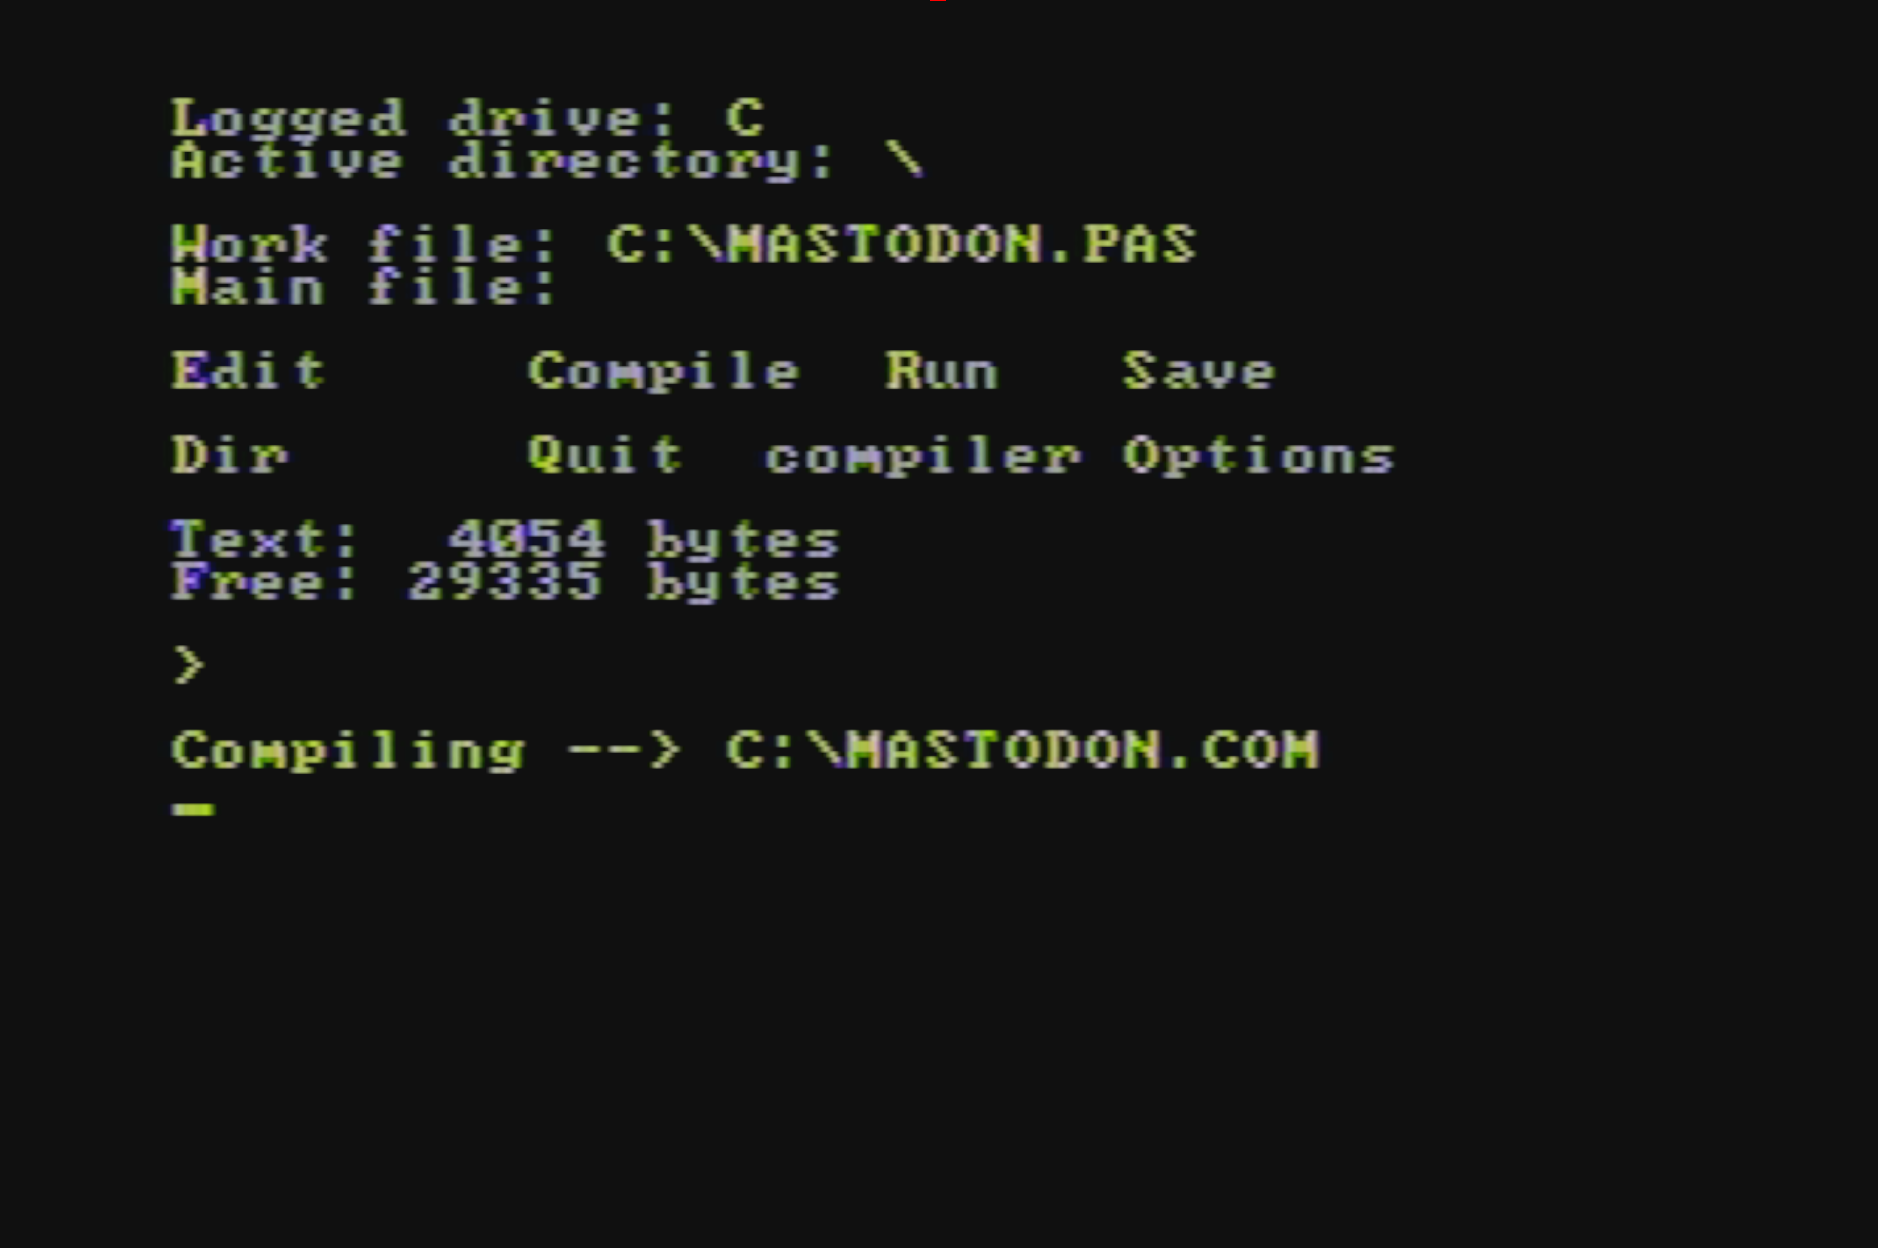 Logged drive: C
Active directory: \
Work file: C:\MASTODON.PAS
Main file:
Edit Compile Run Save
Dir Quit compiler Options
Text: 4054 bytes
Free: 29335 bytes
>
Compiling --> C:\MASTODON.COM